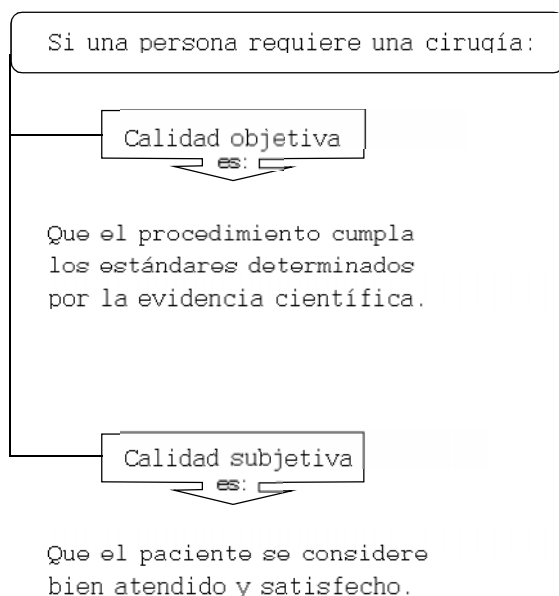 Si una persona requiere una cirugía:
Calidad objetiva
es:
Que el procedimiento cumpla
los estándares determinados
por la evidencia científica.
Calidad subjetiva
es:
Que el paciente se considere
bien atendido y satisfecho.